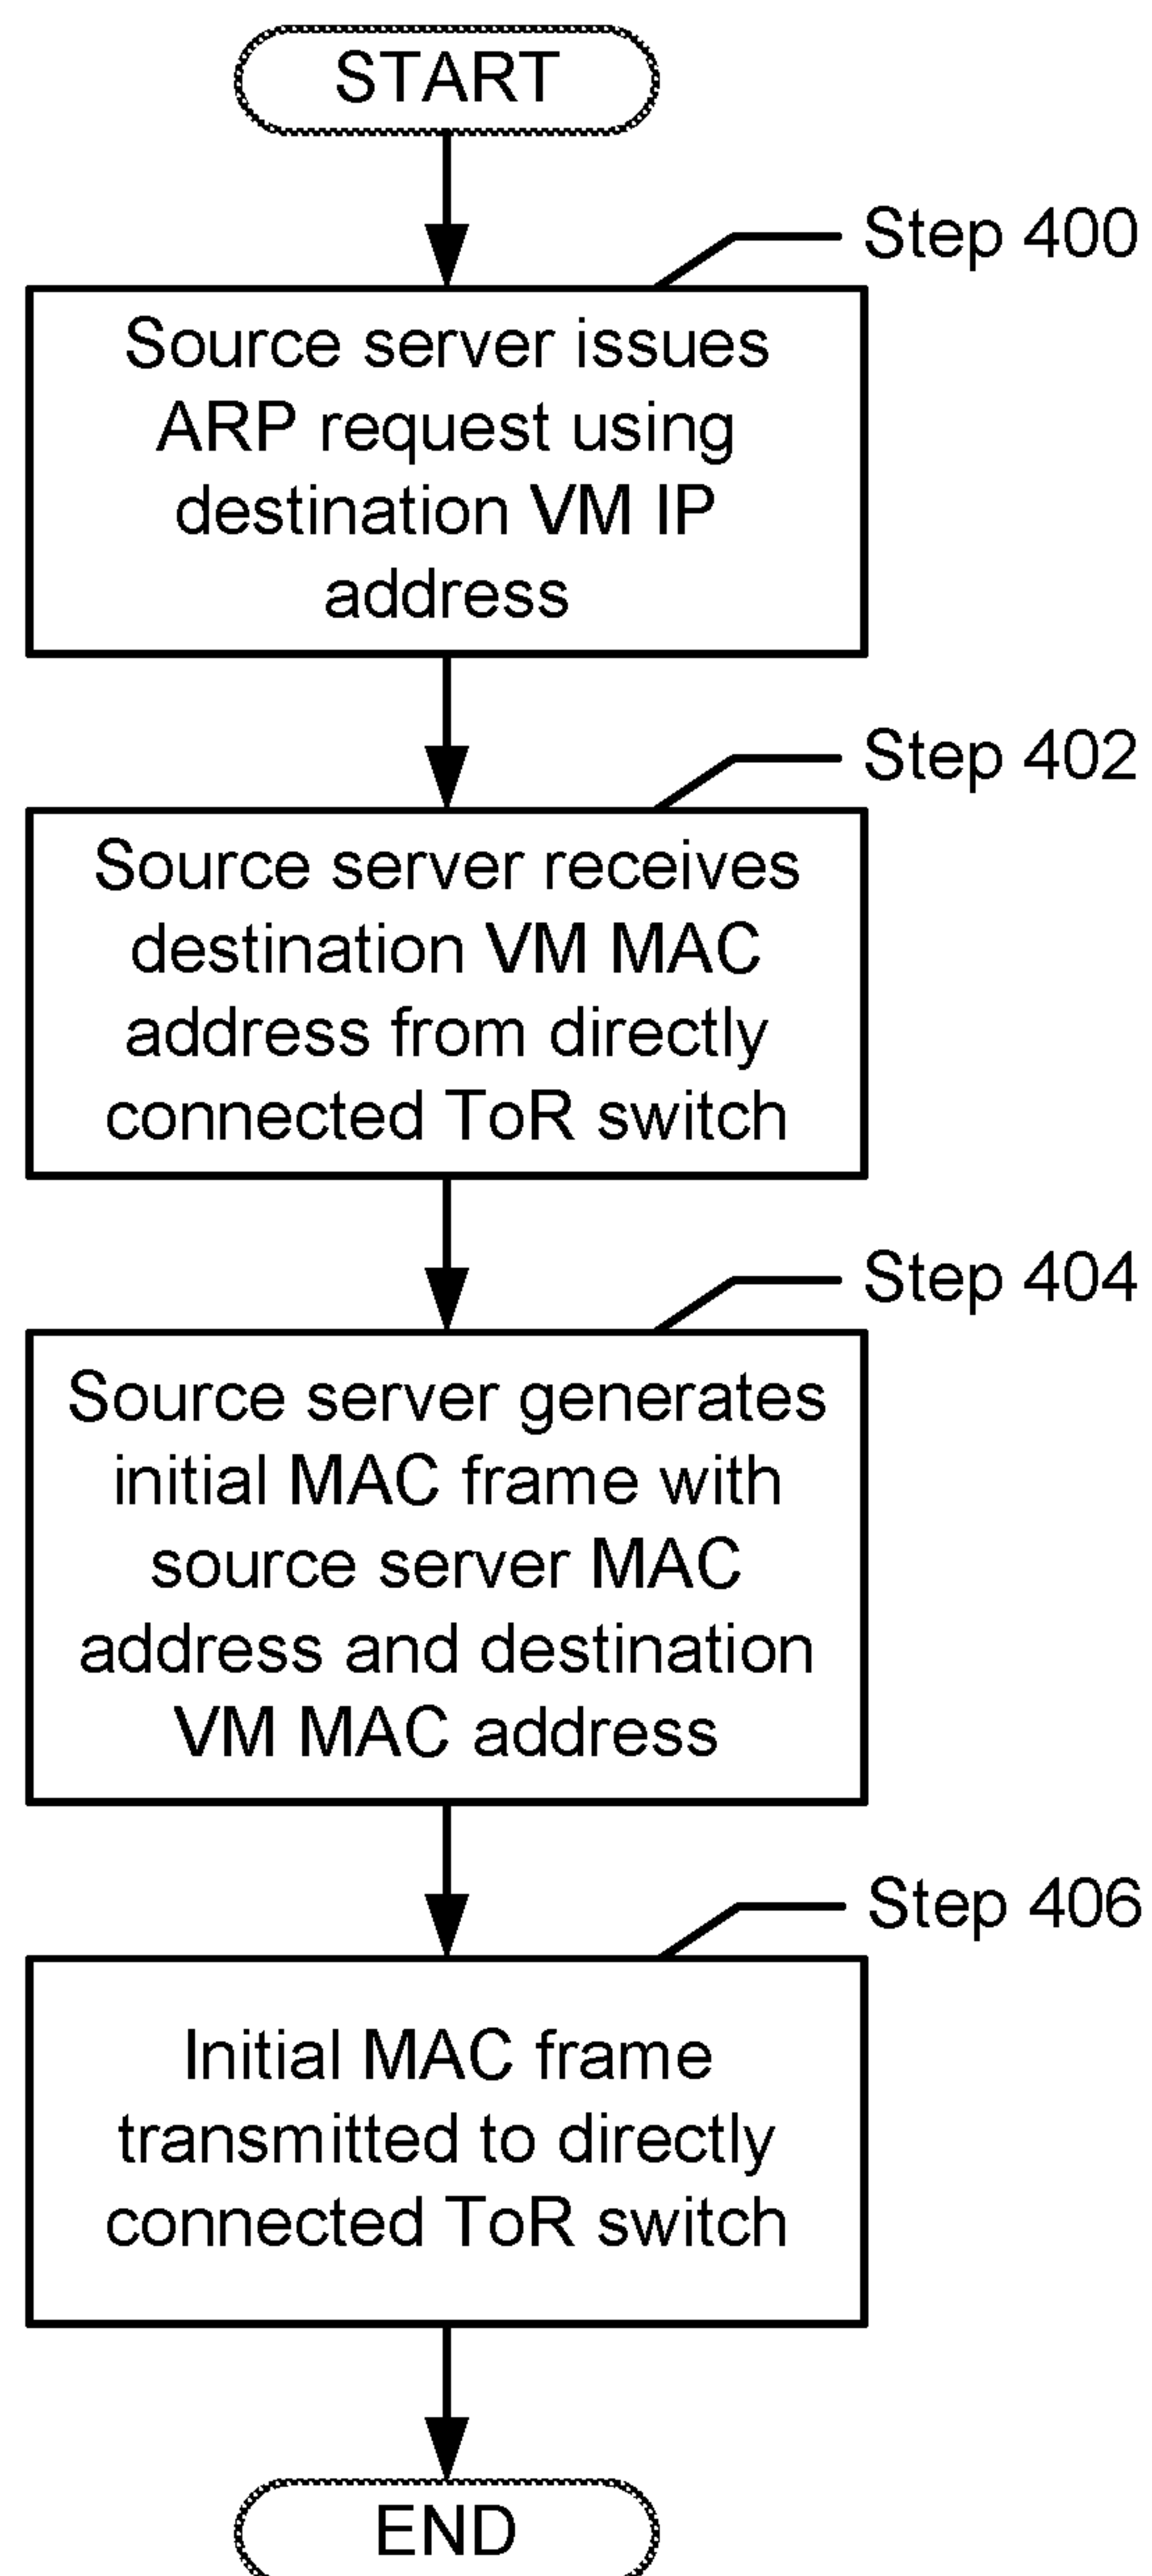 START
Step 400
Source server issues
ARP request using
destination VM IP
address
Step 402
Source server receives
destination VM MAC
address from directly
connected ToR switch
Step 404
Source server generates
initial MAC frame with
source server MAC
address and destination
VM MAC address
Step 406
Initial MAC frame
transmitted to directly
connected ToR switch
END